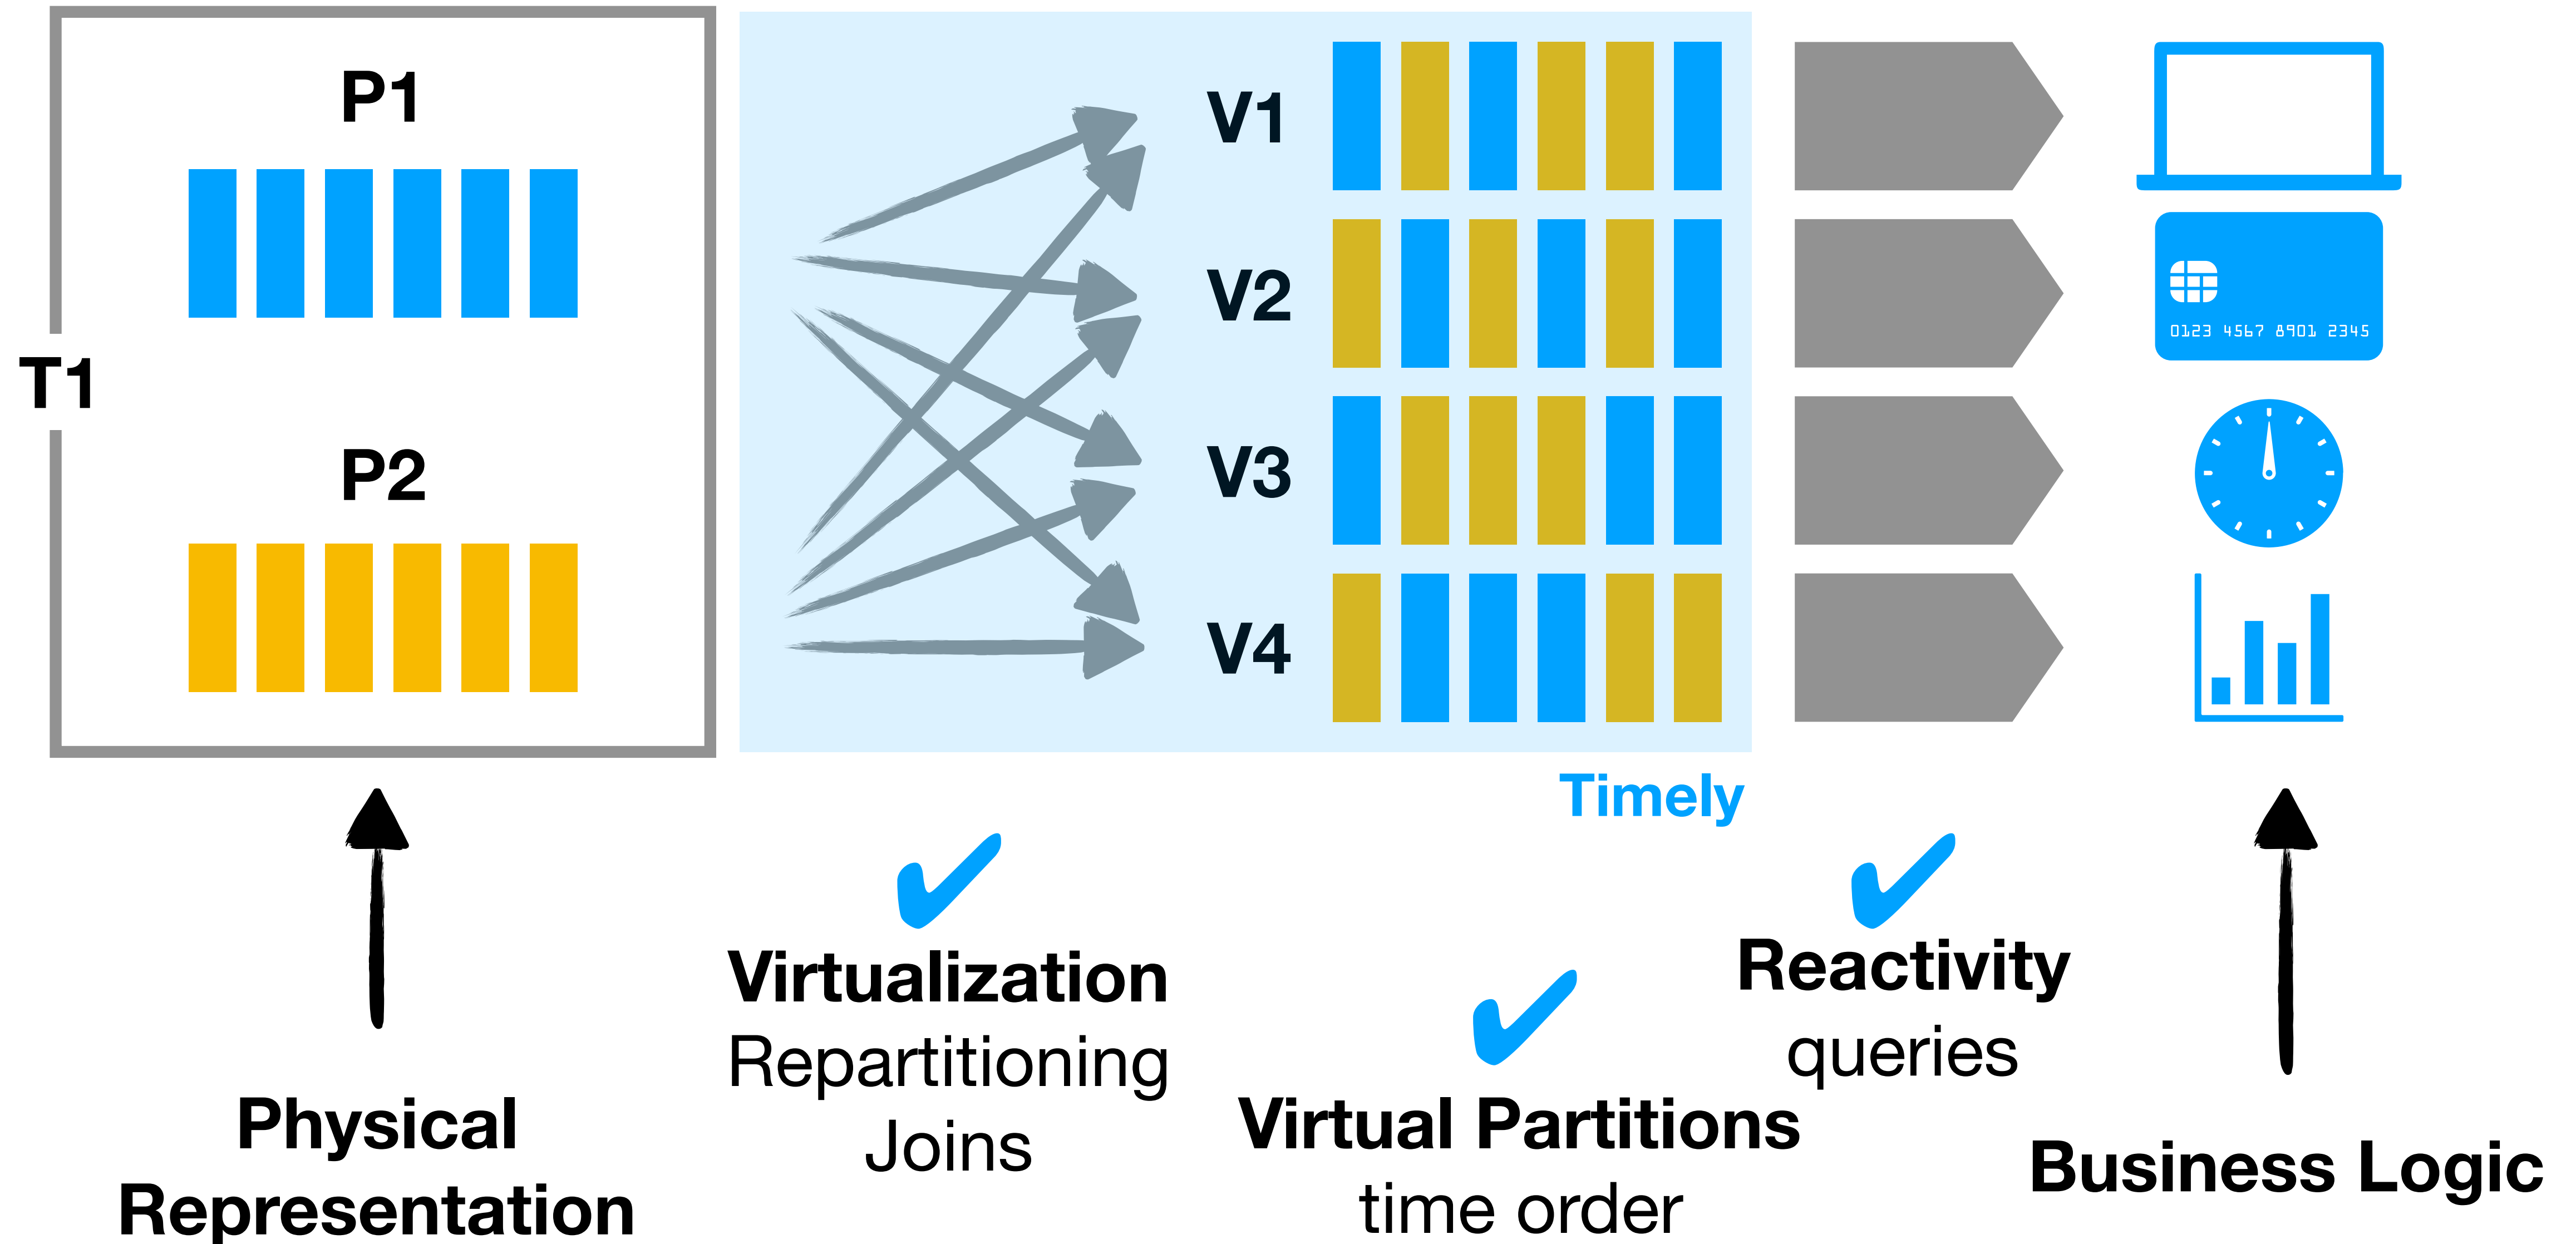 P1
T1
P2
V1
V2
V3
V4
0123 4567 8901 2345
Timely
Physical
Representation
Virtualization
Repartitioning
Joins
Virtual Partitions
time order
Reactivity
queries
Business Logic